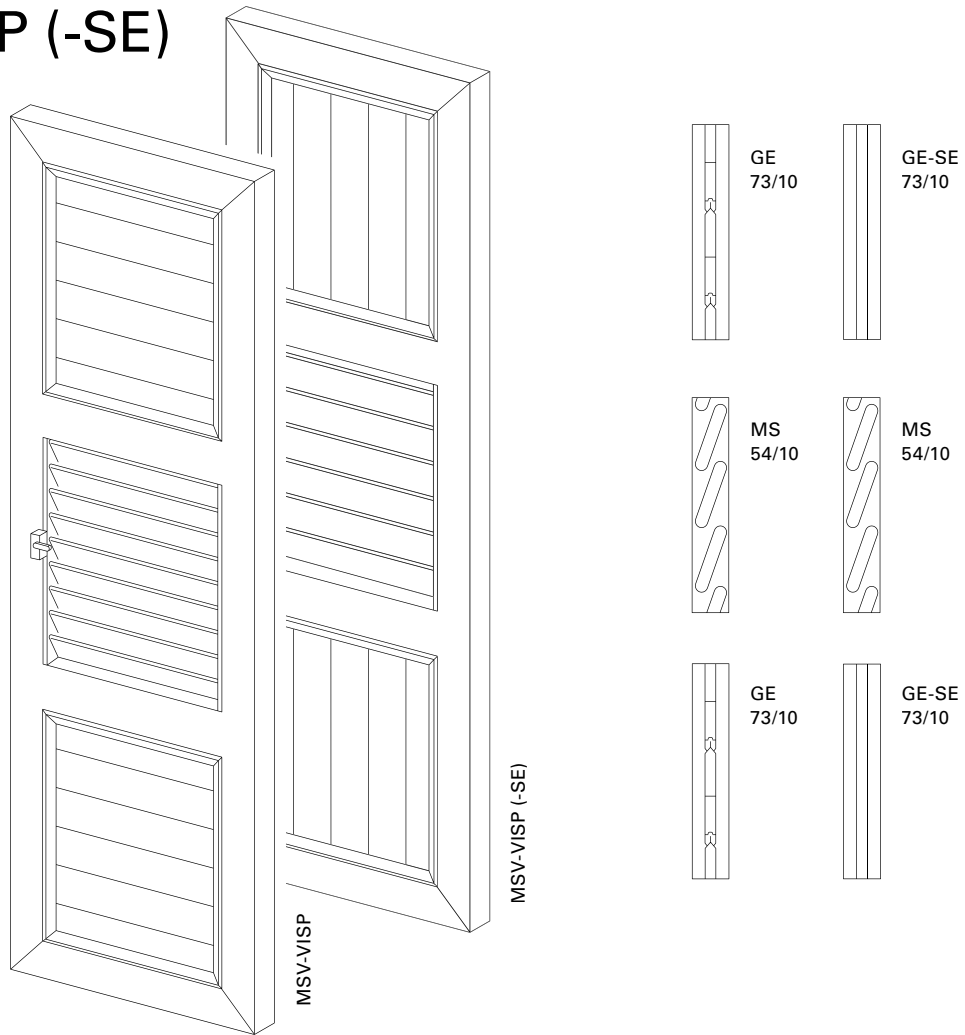 P (-SE)
GE
73/10
GE-SE
73/10
MS
54/10
MS
54/10
GE
73/10
GE-SE
73/10
MSV-VISP (-SE)
MSV-VISP